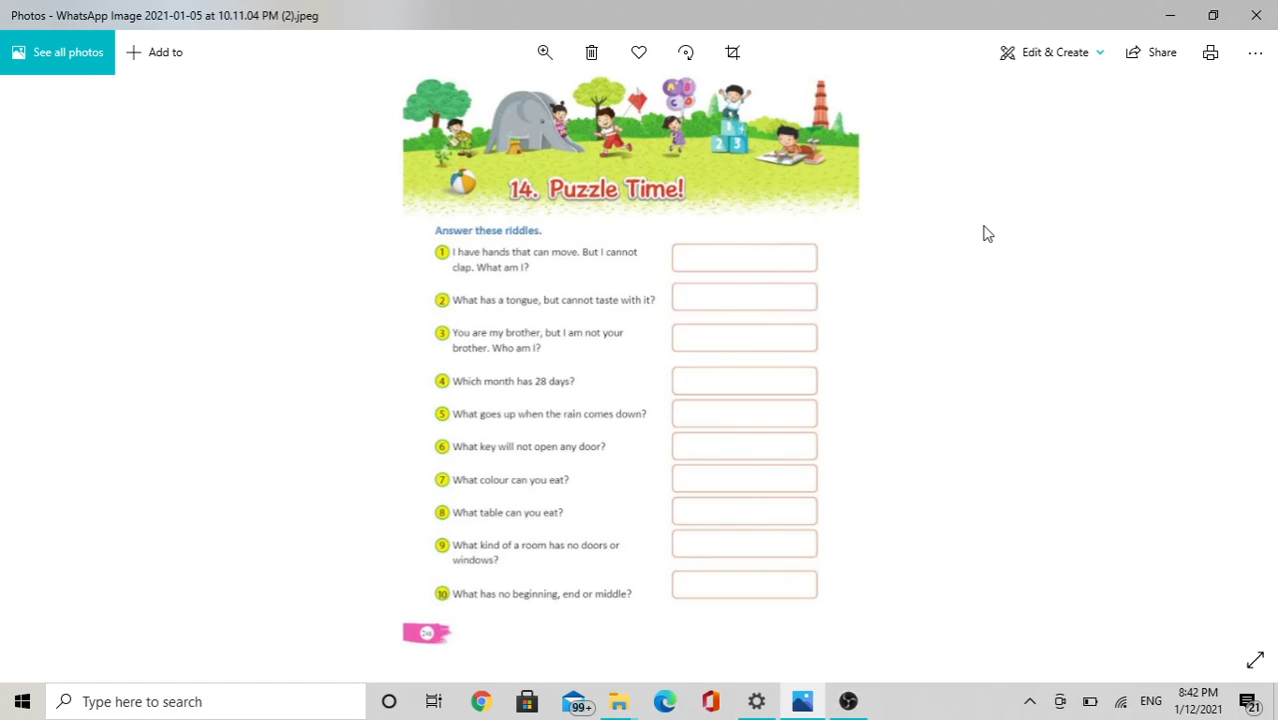 Photos - WhatsApp Image 2021-01-05 at 10.11.04 PM (2).jpeg
See all photos
Add to
Edit & Create
Share
A B
C D
1
2 3
14. Puzzle Time!
Answer these riddles.
1 I have hands that can move. But I cannot
clap. What am I?
2 What has a tongue, but cannot taste with it?
3 You are my brother, but I am not your
brother. Who am I?
4 Which month has 28 days?
5 What goes up when the rain comes down?
6 What key will not open any door?
7 What colour can you eat?
8 What table can you eat?
9 What kind of a room has no doors or
windows?
10 What has no beginning, end or middle?
246
Type here to search
99+
ENG
8:42 PM
1/12/2021
21